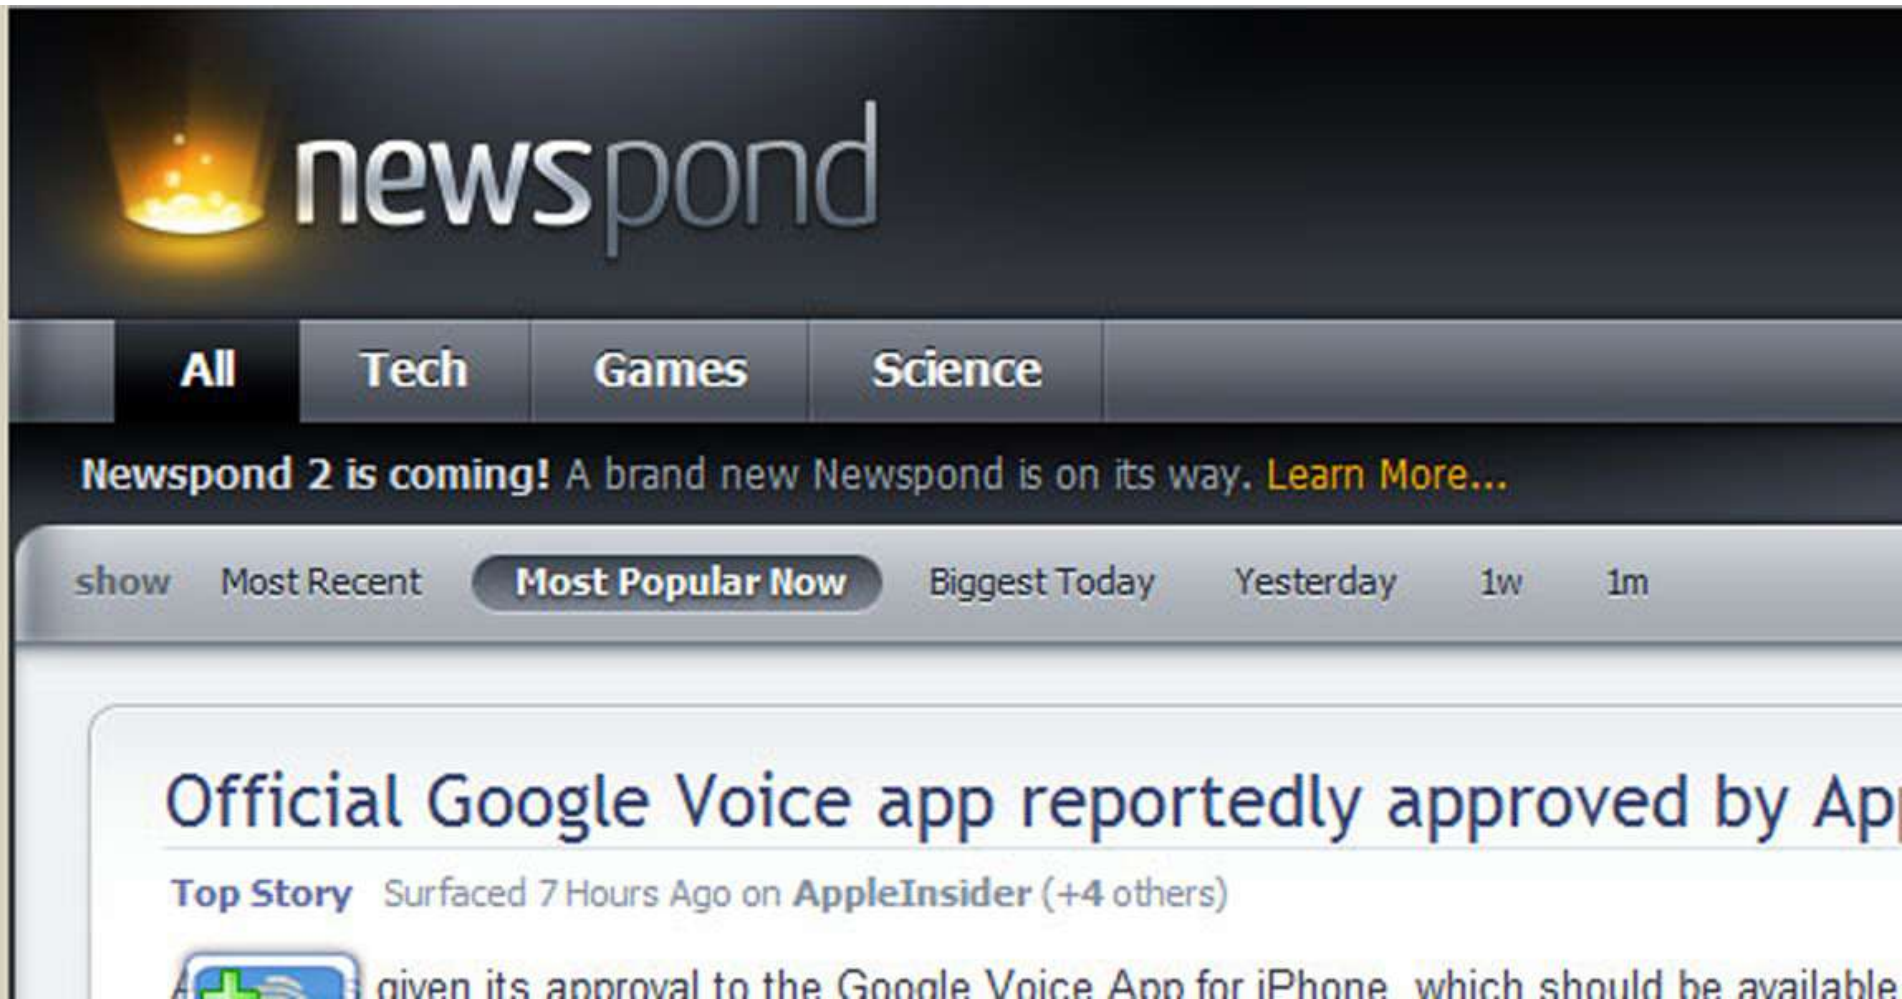 newspond
All Tech Games Science
Newspond 2 is coming! A brand new Newspond is on its way. Learn More...
show Most Recent Most Popular Now Biggest Today Yesterday 1w 1m
Official Google Voice app reportedly approved by
Top Story Surfaced 7 Hours Ago on AppleInsider (+4 others)
given its approval to the Google Voice App for iPhone, which should be available